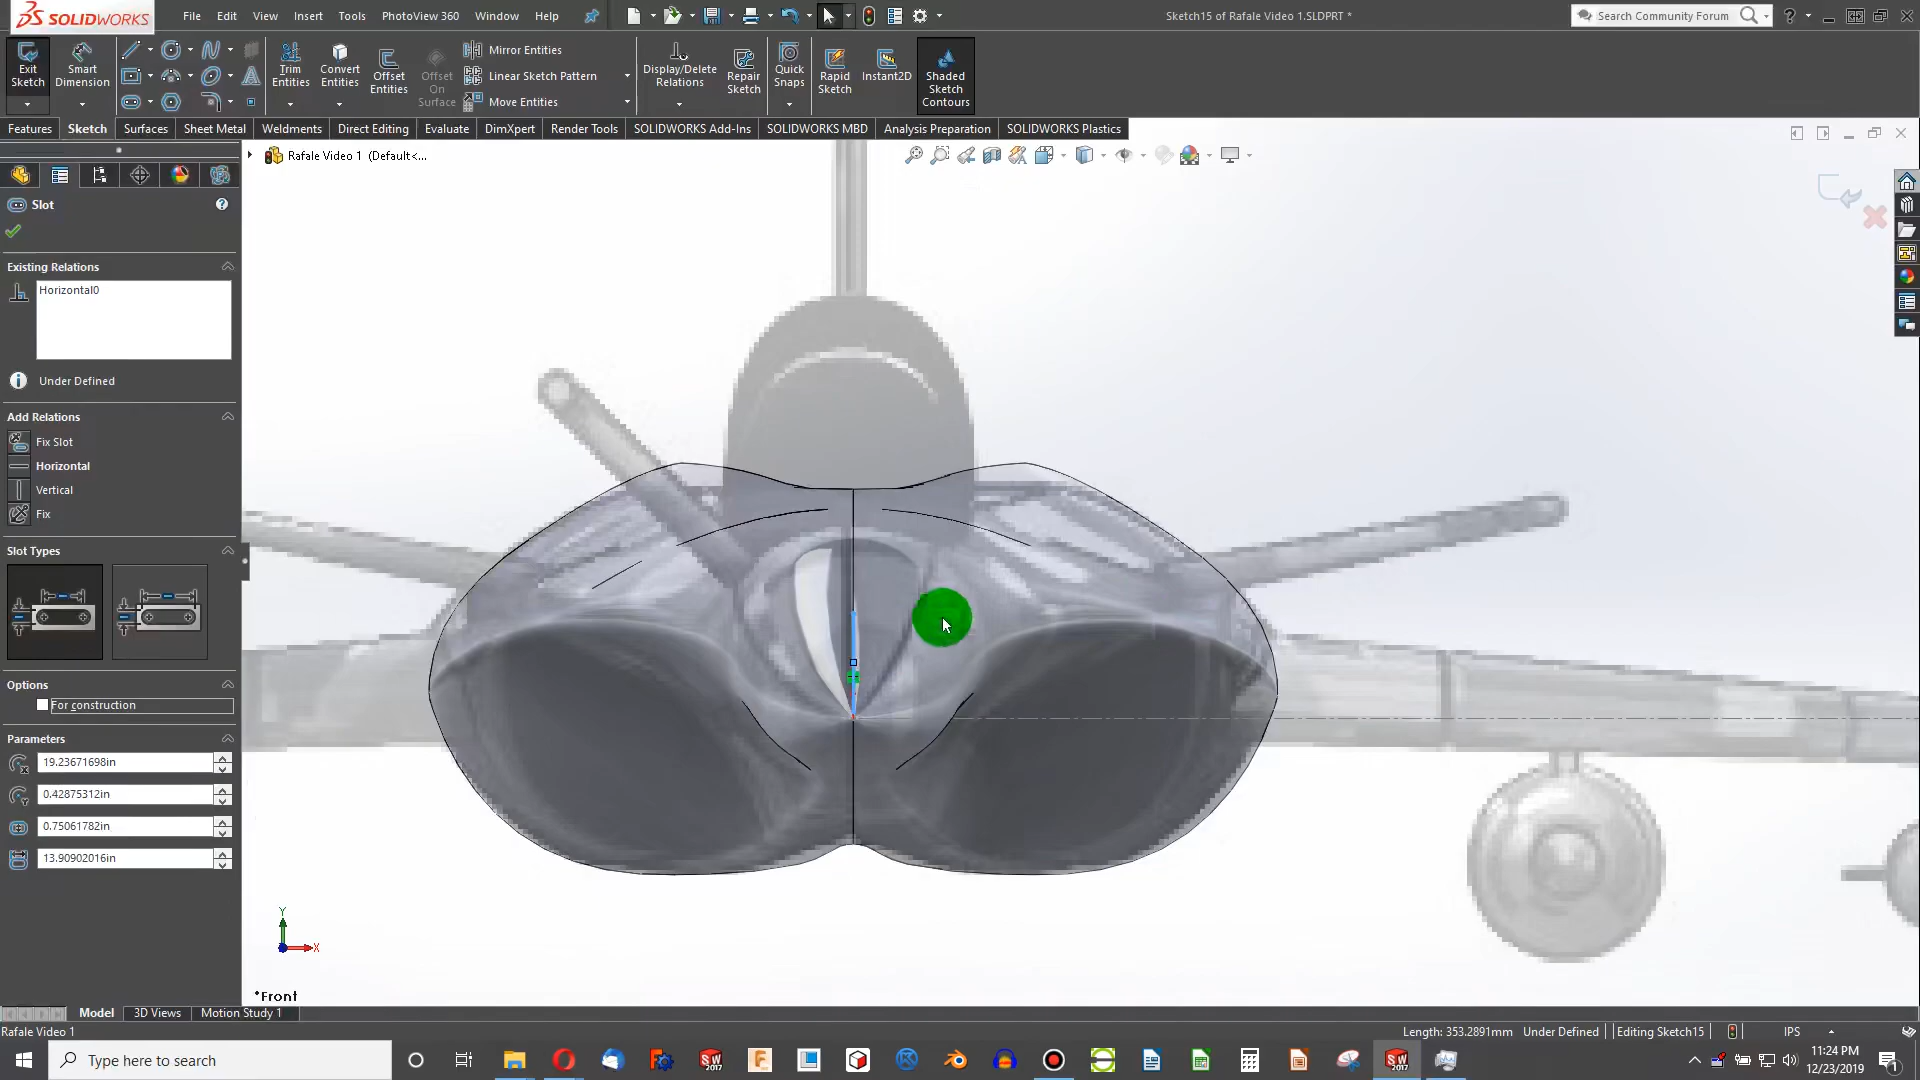 SOLIDWORKS
File Edit View Insert Tools PhotoView 360 Window Help
Sketch15 of Rafale Video 1.SLDPRT *
Search Community Forum
Exit Sketch
Smart Dimension
Trim Entities
Convert Entities
Offset Entities
Offset On Surface
Mirror Entities
Linear Sketch Pattern
Move Entities
Display/Delete Relations
Repair Sketch
Quick Snaps
Rapid Sketch
Instant2D
Shaded Sketch Contours
Features Sketch Surfaces Sheet Metal Weldments Direct Editing Evaluate DimXpert Render Tools SOLIDWORKS Add-Ins SOLIDWORKS MBD Analysis Preparation SOLIDWORKS Plastics
Rafale Video 1 (Default<...
Slot
Existing Relations
Horizontal0
Under Defined
Add Relations
Fix Slot
Horizontal
Vertical
Fix
Slot Types
Options
For construction
Parameters
19.23671698in
0.42875312in
0.75061782in
13.90902016in
Y
X
*Front
Model 3D Views Motion Study 1
Rafale Video 1
Length: 353.2891mm Under Defined Editing Sketch15 IPS
Type here to search
SW 2017
SW 2017
11:24 PM
12/23/2019
1